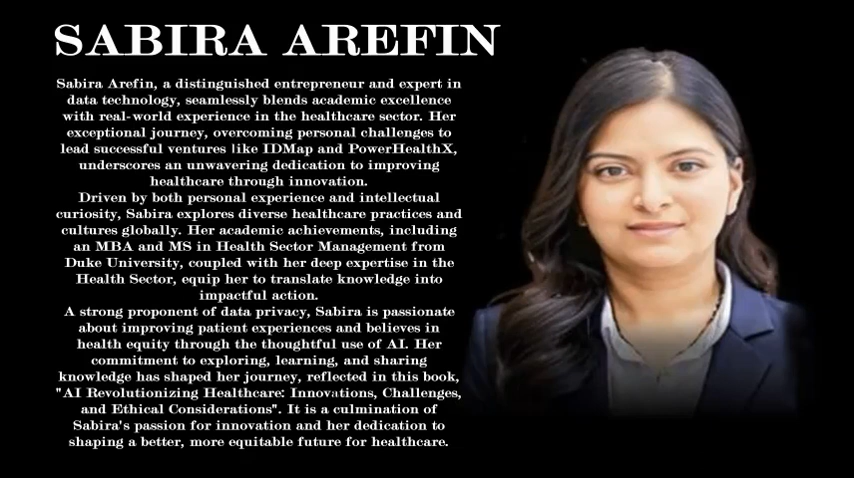 SABIRA AREFIN
Sabira Arefin, a distinguished entrepreneur and expert in
data technology, seamlessly blends academic excellence
with real-world experience in the healthcare sector. Her
exceptional journey, overcoming personal challenges to
lead successful ventures like IDMap and PowerHealthX,
underscores an unwavering dedication to improving
healthcare through innovation.
Driven by both personal experience and intellectual
curiosity, Sabira explores diverse healthcare practices and
cultures globally. Her academic achievements, including
an MBA and MS in Health Sector Management from
Duke University, coupled with her deep expertise in the
Health Sector, equip her to translate knowledge into
impactful action.
A strong proponent of data privacy, Sabira is passionate
about improving patient experiences and believes in
health equity through the thoughtful use of AI. Her
commitment to exploring, learning, and sharing
knowledge has shaped her journey, reflected in this book,
"AI Revolutionizing Healthcare: Innovations, Challenges,
and Ethical Considerations". It is a culmination of
Sabira's passion for innovation and her dedication to
shaping a better, more equitable future for healthcare.